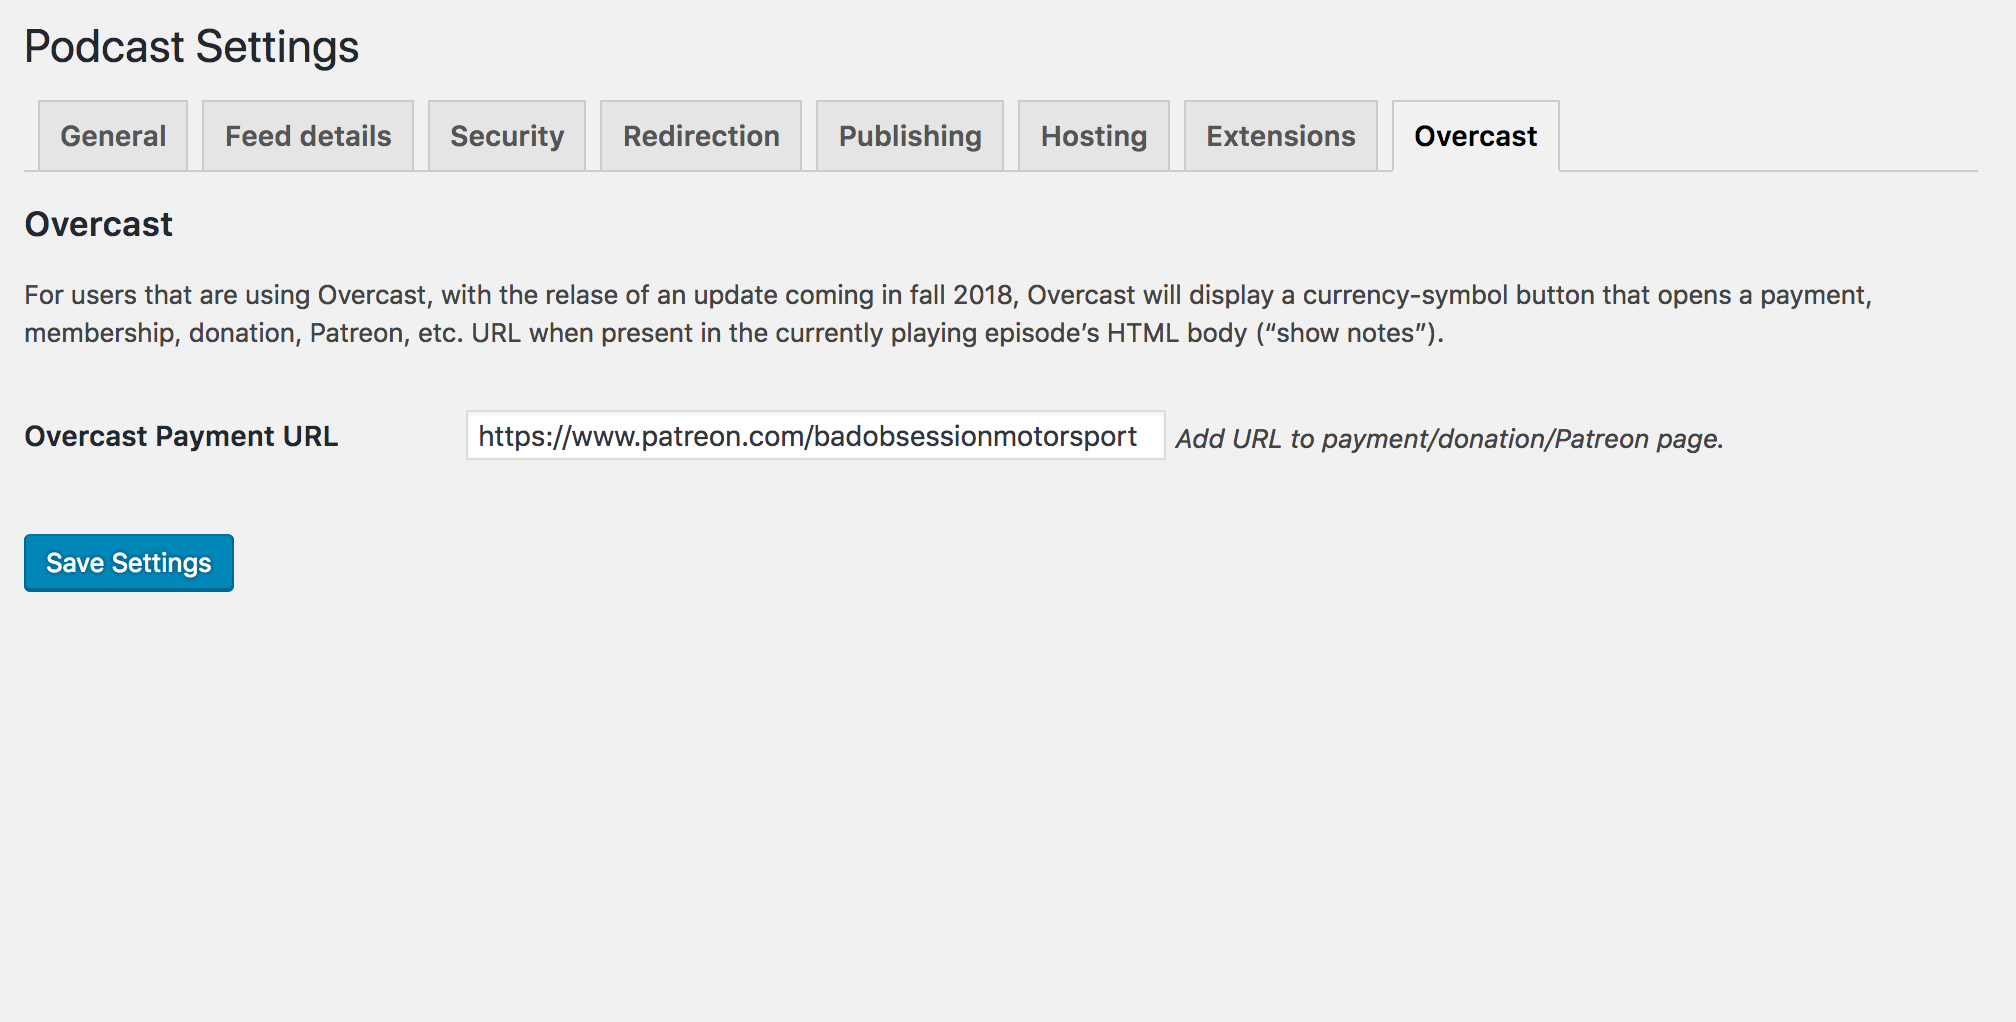 Podcast Settings
General Feed details Security Redirection Publishing Hosting Extensions Overcast
Overcast
For users that are using Overcast, with the relase of an update coming in fall 2018, Overcast will display a currency-symbol button that opens a payment,
membership, donation, Patreon, etc. URL when present in the currently playing episode’s HTML body (“show notes”).
Overcast Payment URL https://www.patreon.com/badobsessionmotorsport Add URL to payment/donation/Patreon page.
Save Settings